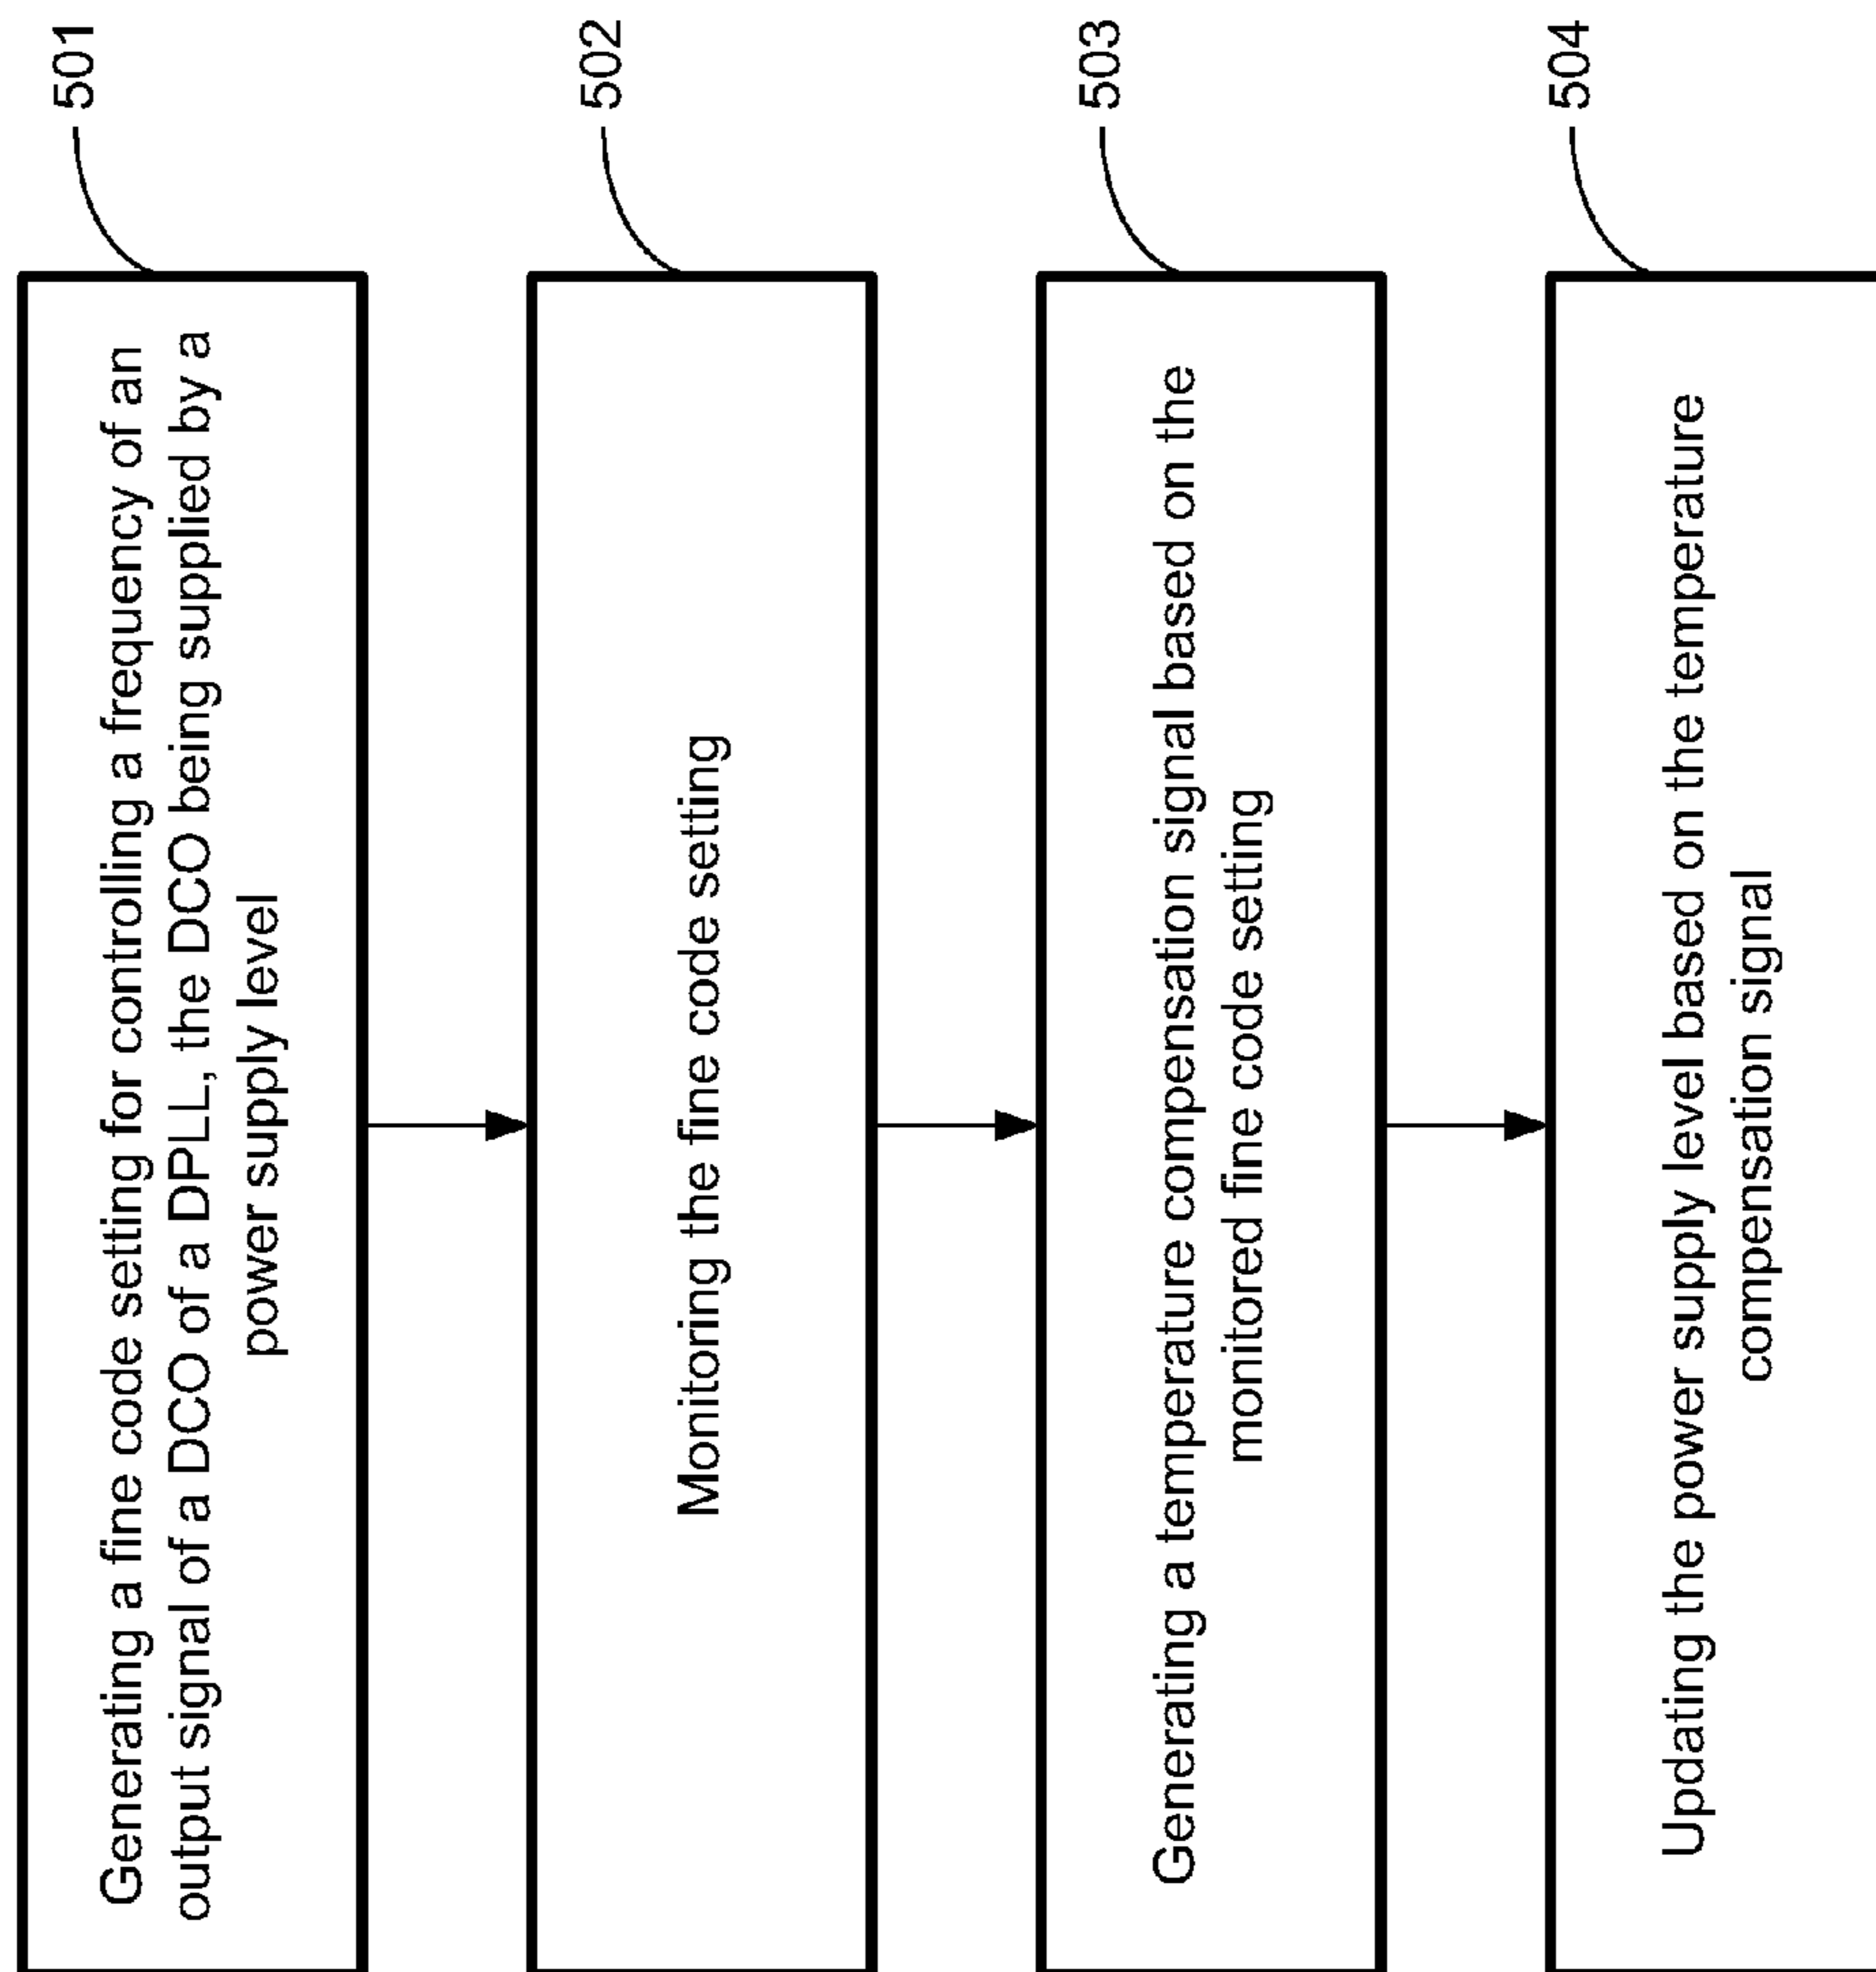 501
Generating a fine code setting for controlling a frequency of an
output signal of a DCO of a DPLL, the DCO being supplied by a
power supply level
502
Monitoring the fine code setting
503
Generating a temperature compensation signal based on the
monitored fine code setting
504
Updating the power supply level based on the temperature
compensation signal